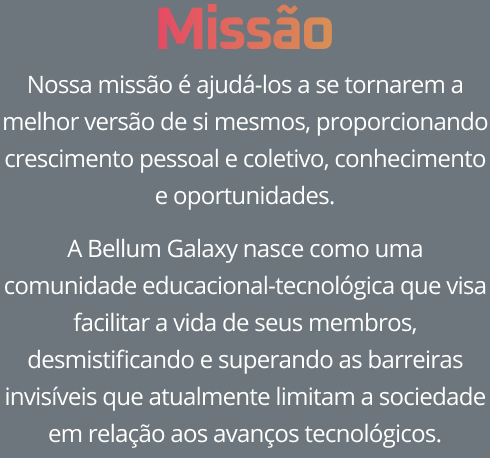 Missão
Nossa missão é ajudá-los a se tornarem a
melhor versão de si mesmos, proporcionando
crescimento pessoal e coletivo, conhecimento
e oportunidades.
A Bellum Galaxy nasce como uma
comunidade educacional-tecnológica que visa
facilitar a vida de seus membros,
desmistificando e superando as barreiras
invisíveis que atualmente limitam a sociedade
em relação aos avanços tecnológicos.